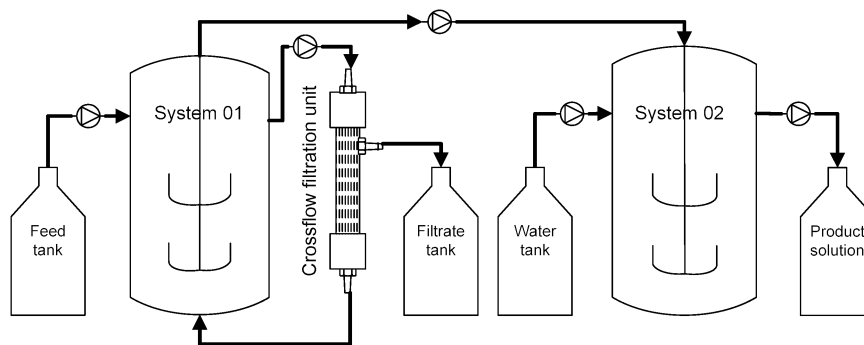 System 01
Crossflow filtration unit
System 02
Feed
tank
Filtrate
tank
Water
tank
Product
solution